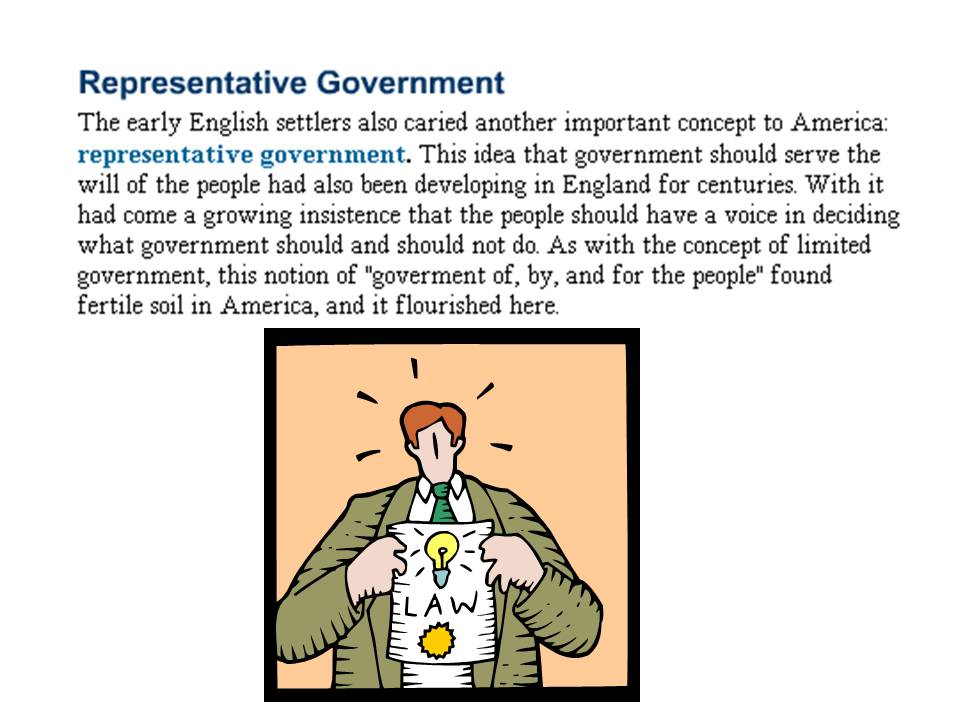 Representative Government
The early English settlers also caried another important concept to America:
representative government. This idea that government should serve the
will of the people had also been developing in England for centuries. With it
had come a growing insistence that the people should have a voice in deciding
what government should and should not do. As with the concept of limited
government, this notion of "goverment of, by, and for the people" found
fertile soil in America, and it flourished here.
LAW